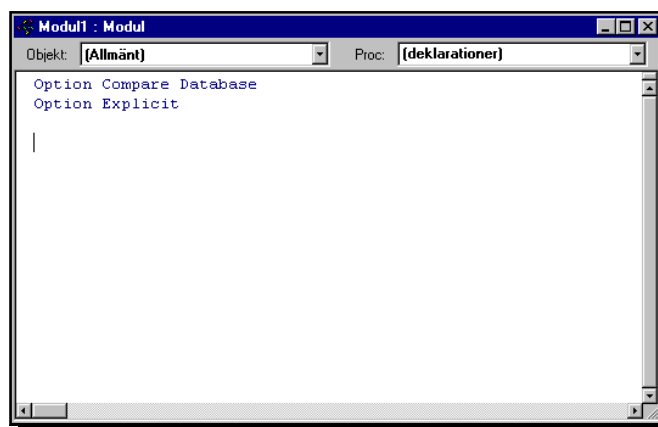 Modul1 : Modul
Objekt: (Allmänt) Proc: (deklarationer)
Option Compare Database
Option Explicit